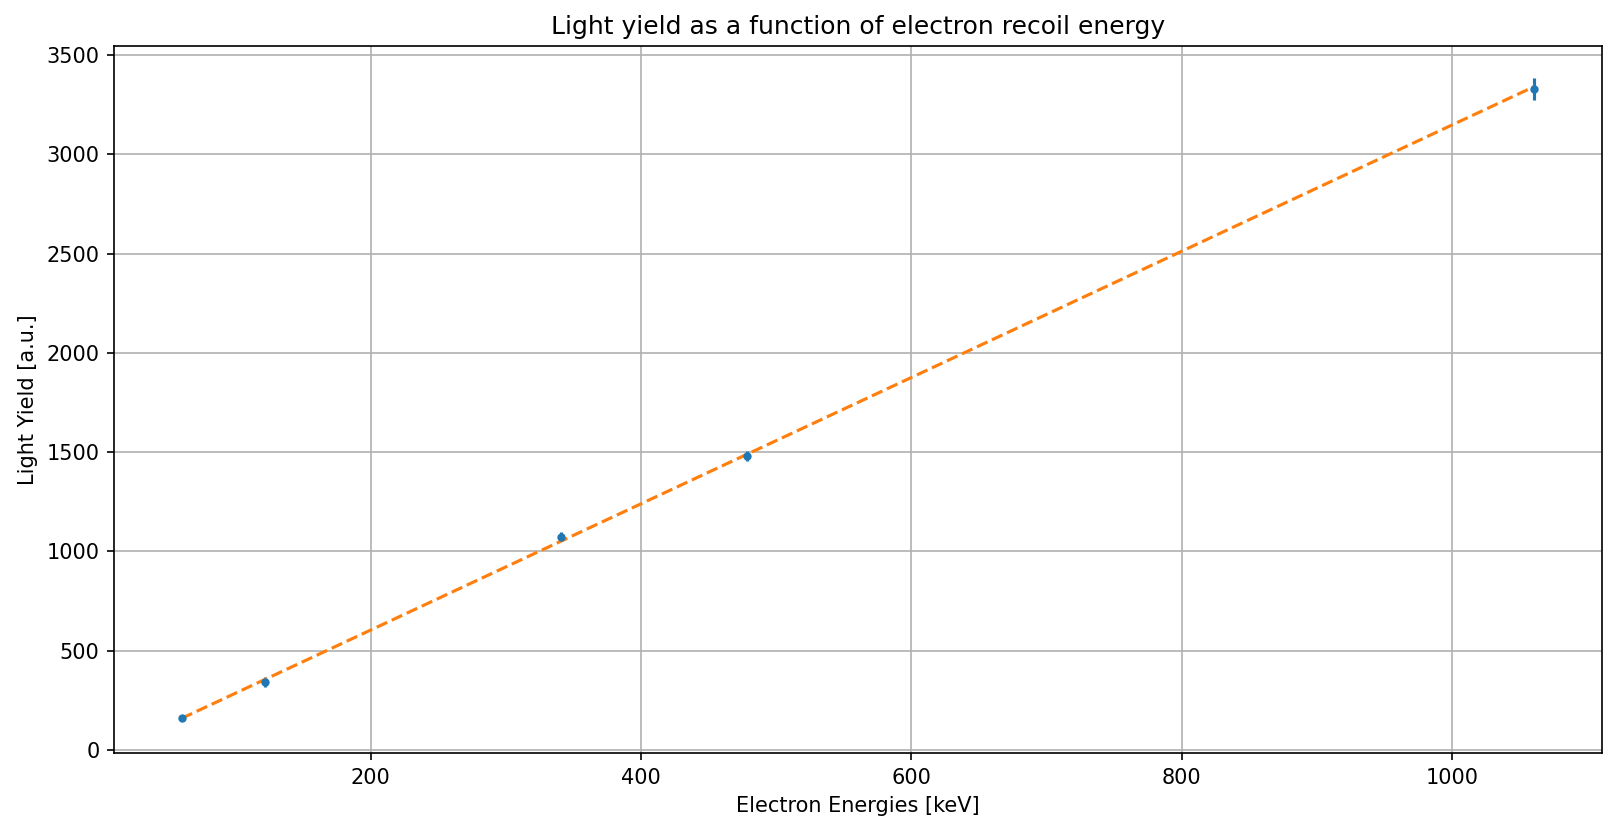 Light yield as a function of electron recoil energy
3500
3000
2500
2000
1500
1000
500
0
Light Yield [a.u.]
200 400 600 800 1000
Electron Energies [keV]